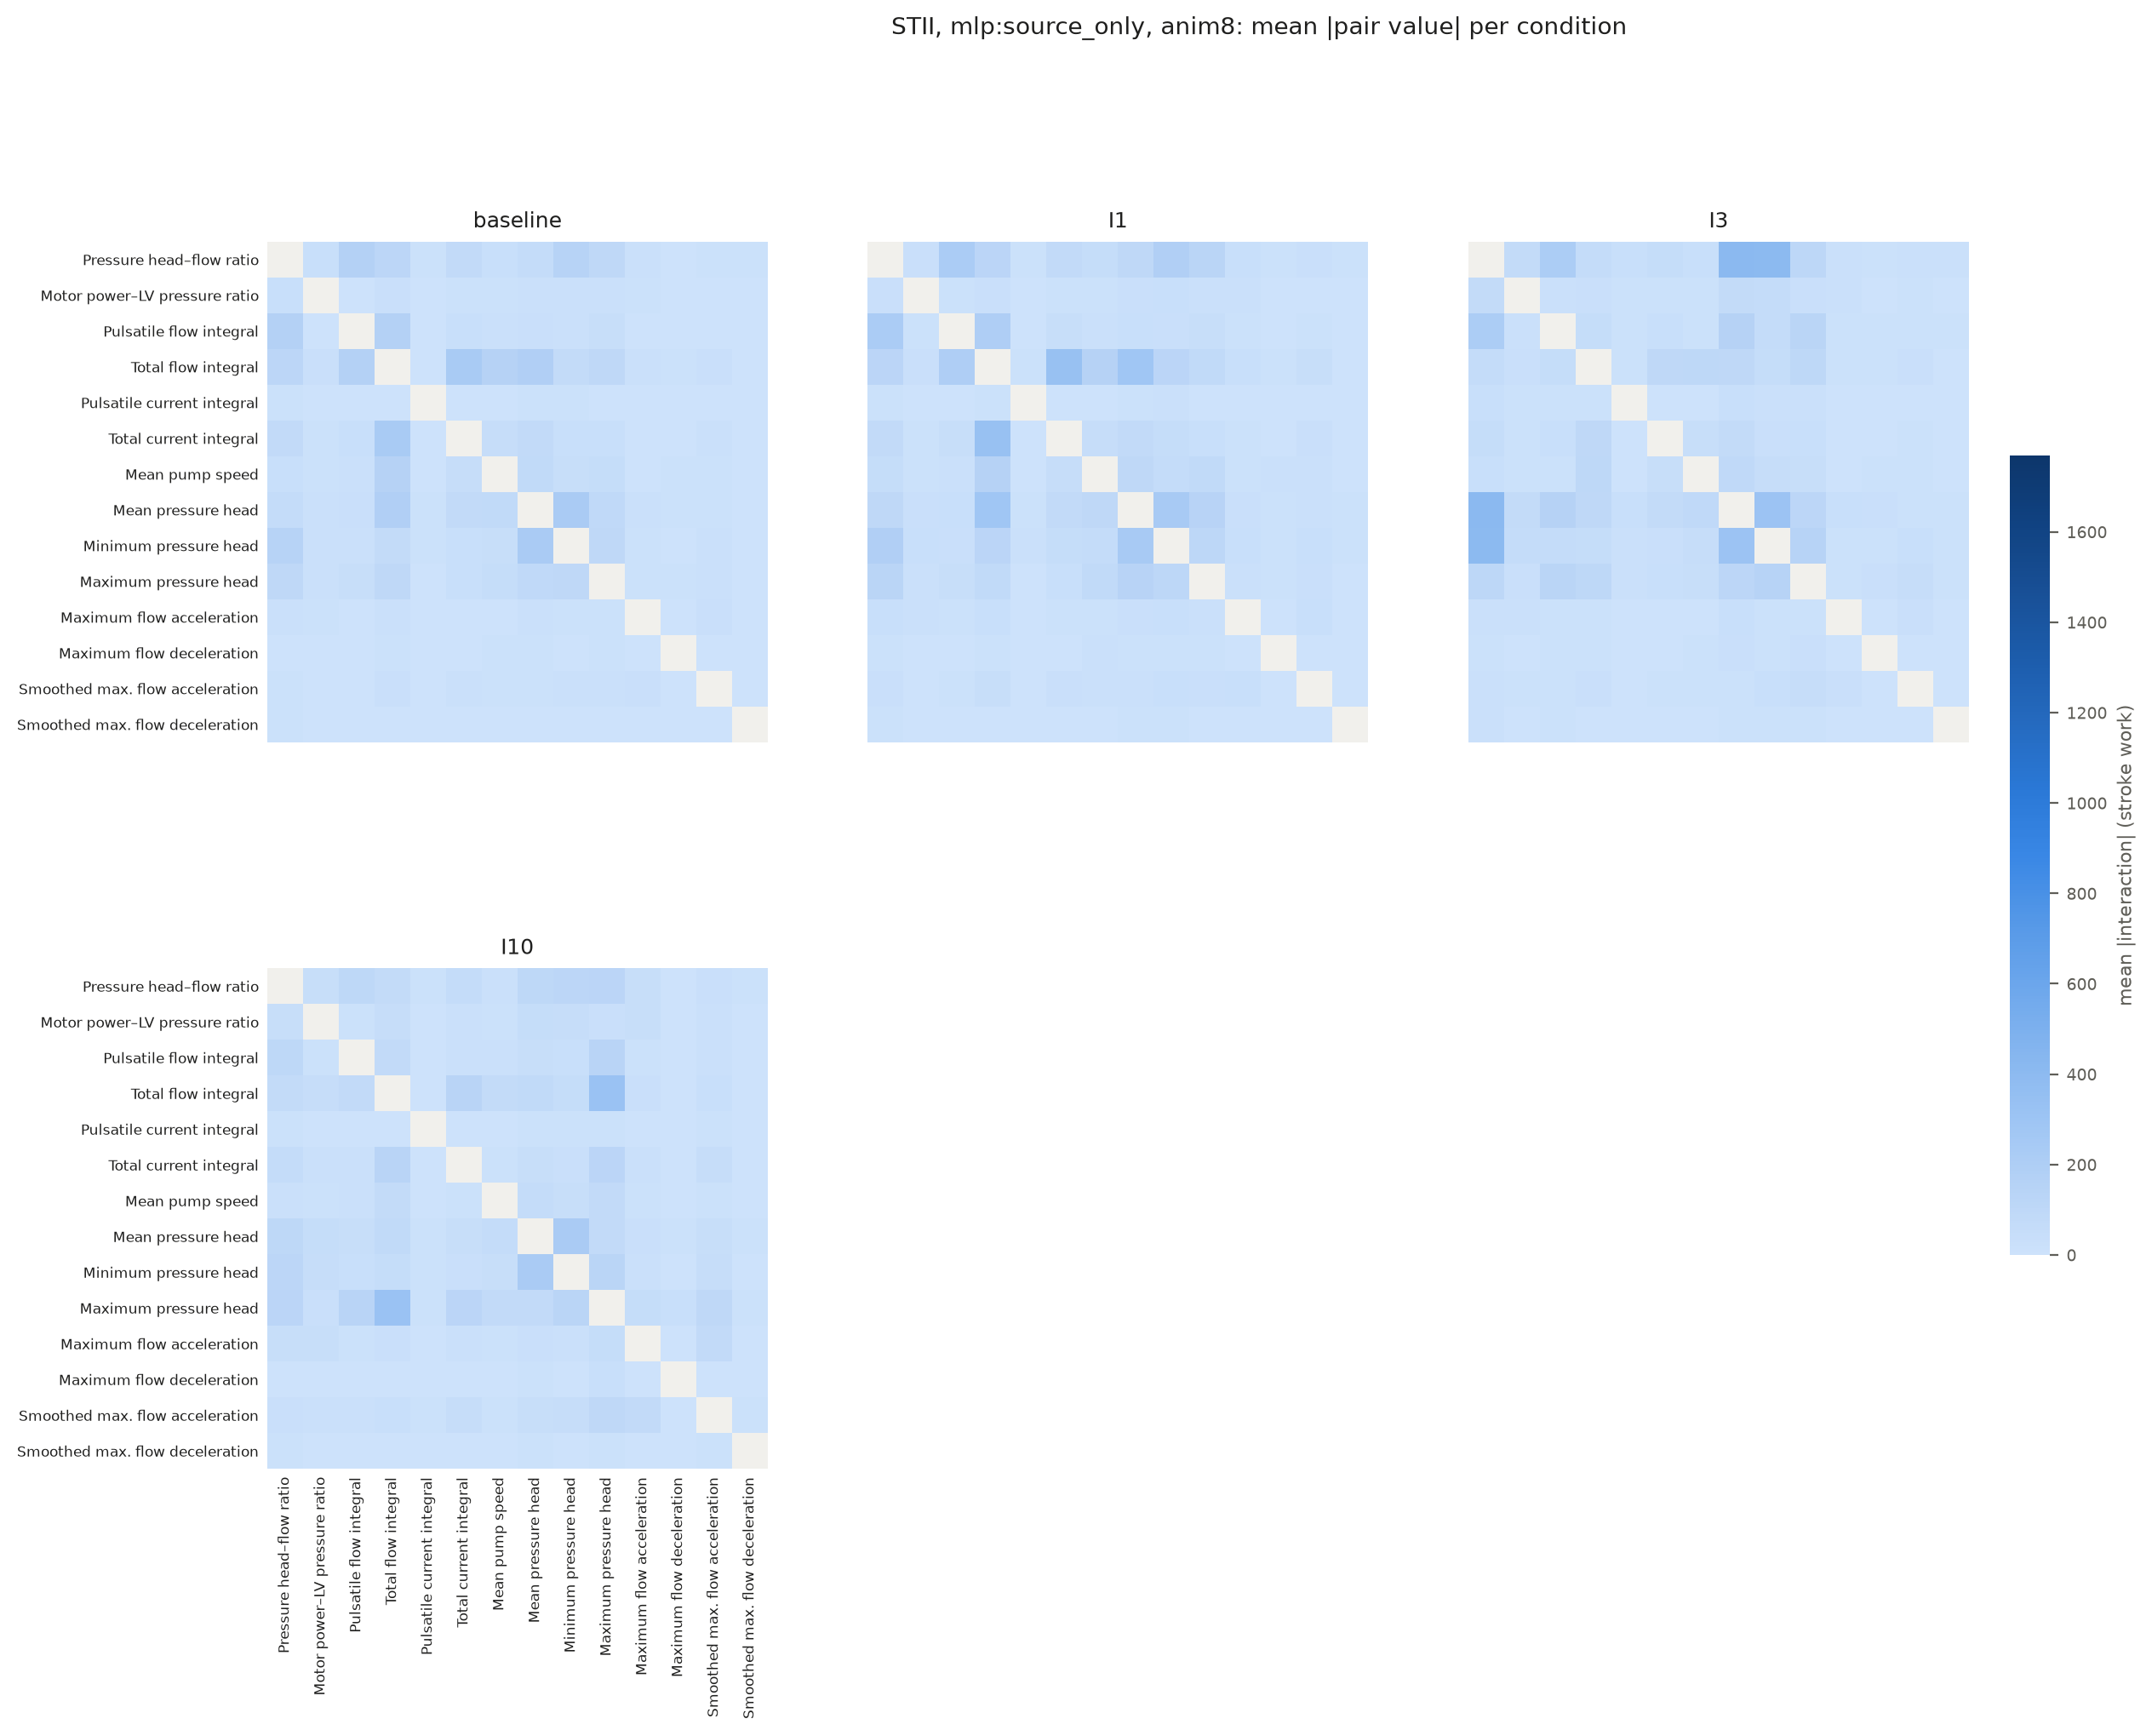 STII, mlp:source_only, anim8: mean |pair value| per condition
baseline
I1
I3
Pressure head–flow ratio
Motor power–LV pressure ratio
Pulsatile flow integral
Total flow integral
Pulsatile current integral
Total current integral
Mean pump speed
Mean pressure head
Minimum pressure head
Maximum pressure head
Maximum flow acceleration
Maximum flow deceleration
Smoothed max. flow acceleration
Smoothed max. flow deceleration
1600
1400
1200
1000
800
600
400
200
0
mean |interaction| (stroke work)
I10
Pressure head–flow ratio
Motor power–LV pressure ratio
Pulsatile flow integral
Total flow integral
Pulsatile current integral
Total current integral
Mean pump speed
Mean pressure head
Minimum pressure head
Maximum pressure head
Maximum flow acceleration
Maximum flow deceleration
Smoothed max. flow acceleration
Smoothed max. flow deceleration
Pressure head–flow ratio
Motor power–LV pressure ratio
Pulsatile flow integral
Total flow integral
Pulsatile current integral
Total current integral
Mean pump speed
Mean pressure head
Minimum pressure head
Maximum pressure head
Maximum flow acceleration
Maximum flow deceleration
Smoothed max. flow acceleration
Smoothed max. flow deceleration